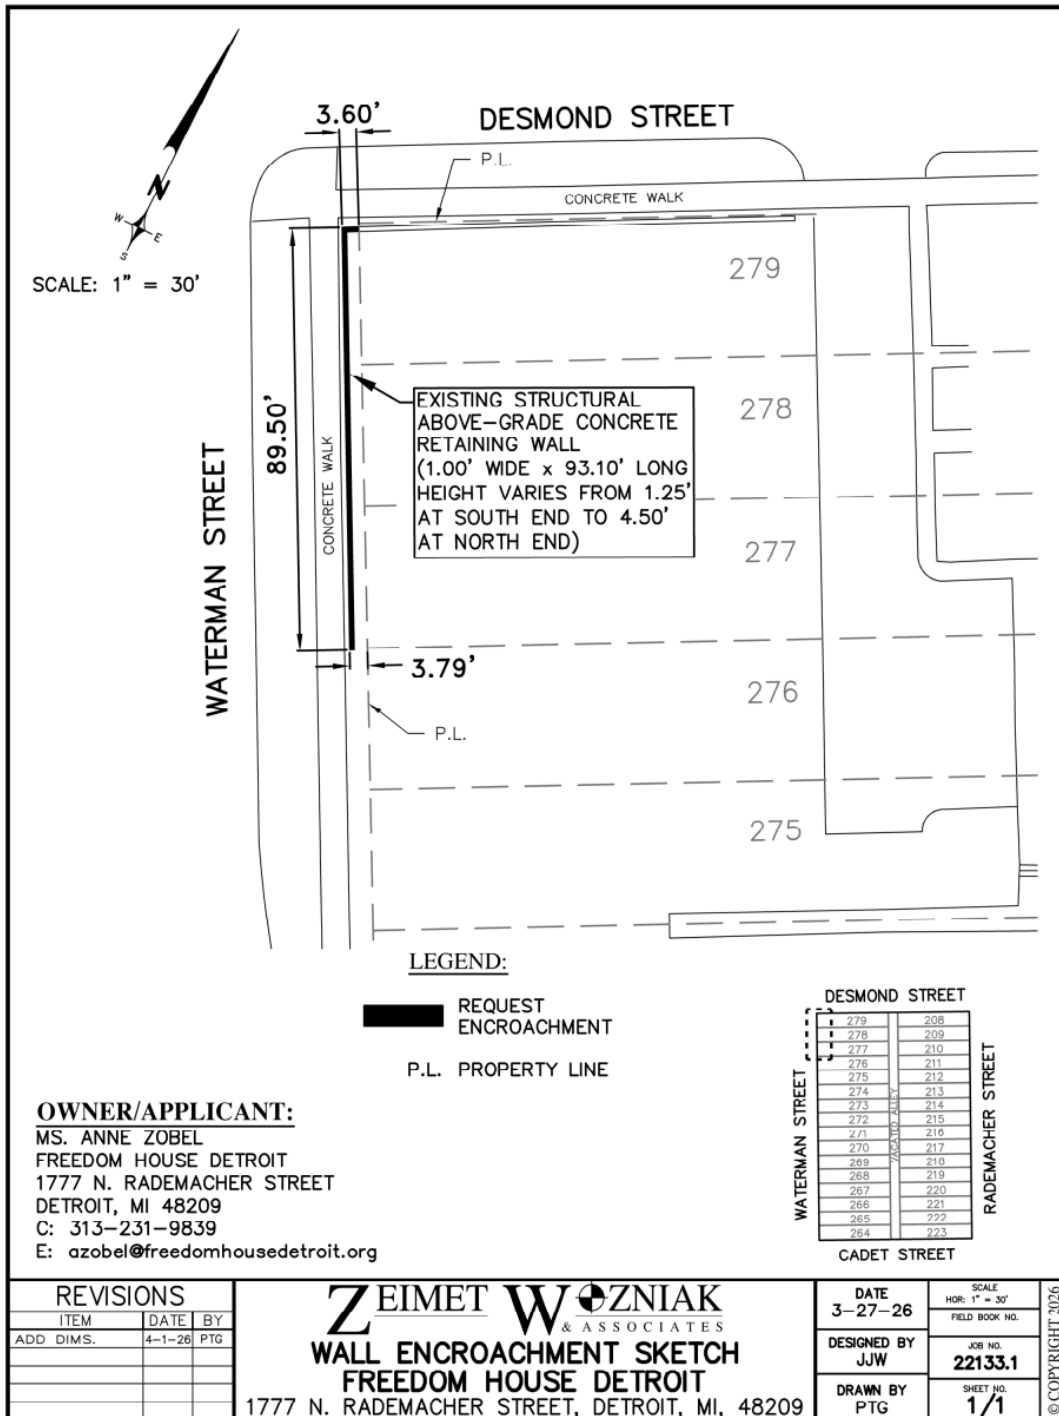 3.60'
DESMOND STREET
P.L.
CONCRETE WALK
N
W
E
S
SCALE: 1" = 30'
279
278
277
276
275
89.50'
WATERMAN STREET
CONCRETE WALK
EXISTING STRUCTURAL
ABOVE-GRADE CONCRETE
RETAINING WALL
(1.00' WIDE x 93.10' LONG
HEIGHT VARIES FROM 1.25'
AT SOUTH END TO 4.50'
AT NORTH END)
3.79'
P.L.
LEGEND:
REQUEST
ENCROACHMENT
P.L. PROPERTY LINE
DESMOND STREET
279 208
278 209
277 210
276 211
275 212
274 213
273 214
272 215
271 216
270 217
269 218
268 219
267 220
266 221
265 222
264 223
VACATED ALLEY
WATERMAN STREET
RADEMACHER STREET
CADET STREET
OWNER/APPLICANT:
MS. ANNE ZOBEL
FREEDOM HOUSE DETROIT
1777 N. RADEMACHER STREET
DETROIT, MI 48209
C: 313-231-9839
E: azobel@freedomhousedetroit.org
REVISIONS
ITEM DATE BY
ADD DIMS. 4-1-26 PTG
ZEIMET WOZNIAK
& ASSOCIATES
WALL ENCROACHMENT SKETCH
FREEDOM HOUSE DETROIT
1777 N. RADEMACHER STREET, DETROIT, MI, 48209
DATE
3-27-26
DESIGNED BY
JJW
DRAWN BY
PTG
SCALE
HOR: 1" = 30'
FIELD BOOK NO.
JOB NO.
22133.1
SHEET NO.
1/1
© COPYRIGHT 2026